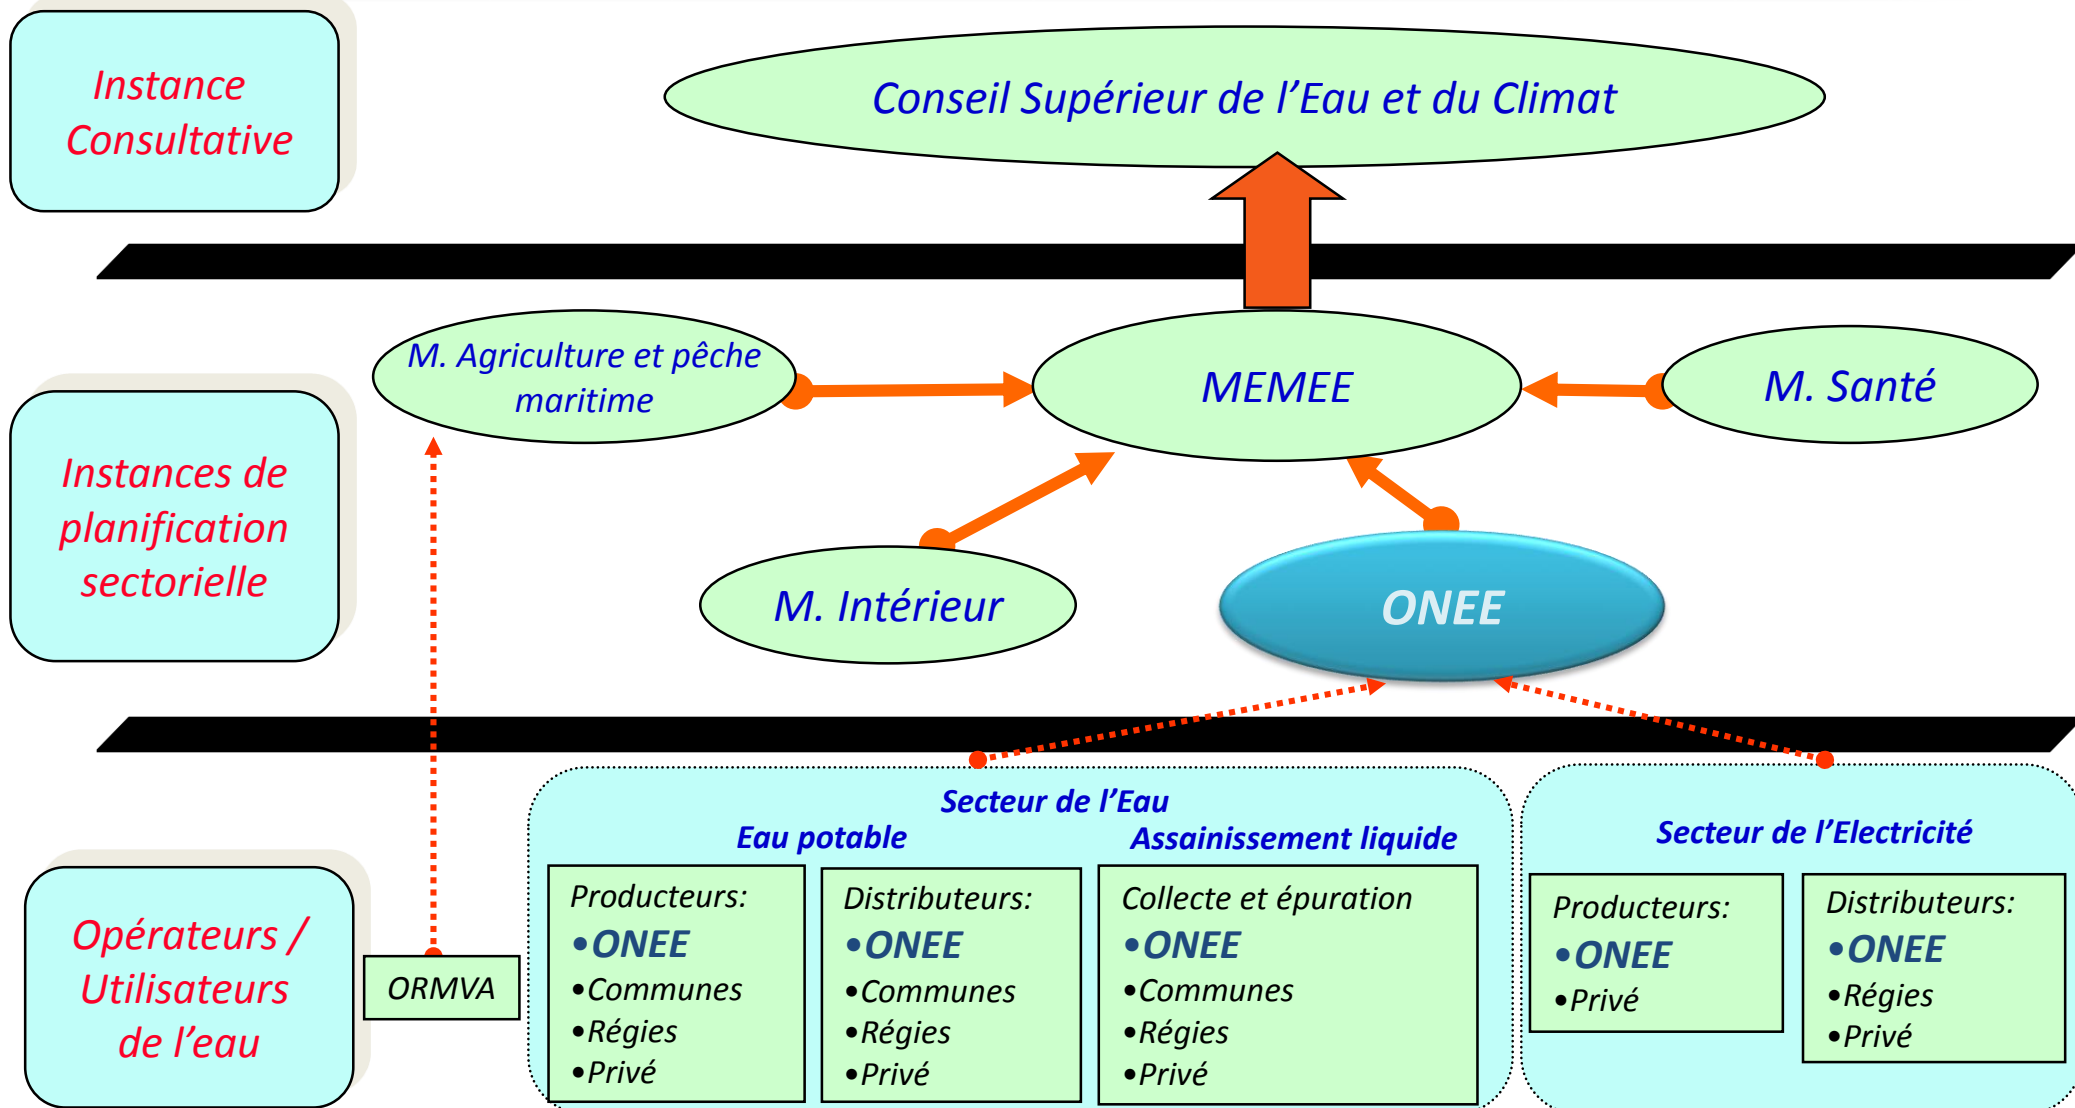 Instance
Consultative
Conseil Supérieur de l’Eau et du Climat
Instances de
planification
sectorielle
M. Agriculture et pêche
maritime
MEMEE
M. Santé
M. Intérieur
ONEE
Opérateurs /
Utilisateurs
de l’eau
ORMVA
Secteur de l’Eau
Eau potable
Assainissement liquide
Producteurs:
•ONEE
•Communes
•Régies
•Privé
Distributeurs:
•ONEE
•Communes
•Régies
•Privé
Collecte et épuration
•ONEE
•Communes
•Régies
•Privé
Secteur de l’Electricité
Producteurs:
•ONEE
•Privé
Distributeurs:
•ONEE
•Régies
•Privé